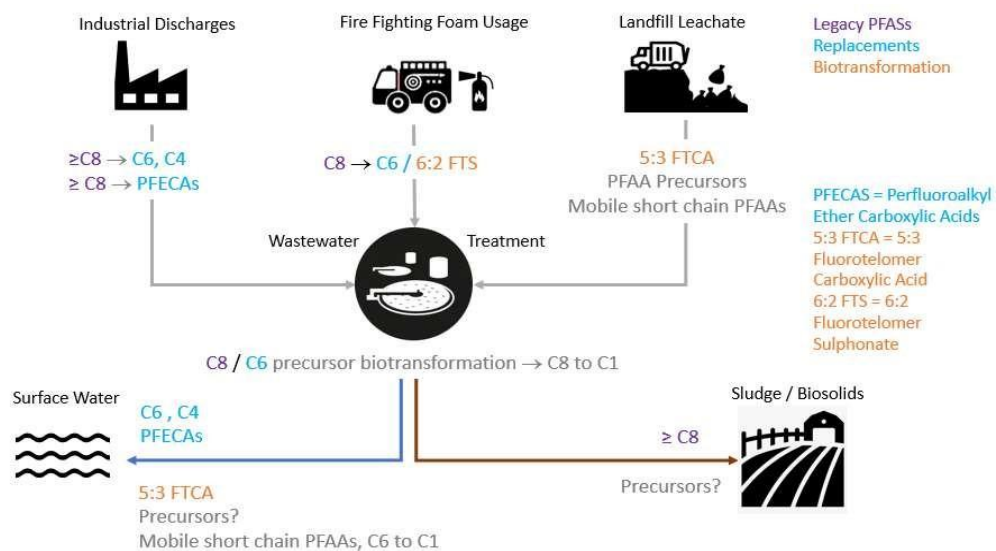 Industrial Discharges
Fire Fighting Foam Usage
Landfill Leachate
Legacy PFASs
Replacements
Biotransformation
≥C8 → C6, C4
≥ C8 → PFECAs
C8 → C6 / 6:2 FTS
5:3 FTCA
PFAA Precursors
Mobile short chain PFAAs
PFECAS = Perfluoroalkyl
Ether Carboxylic Acids
5:3 FTCA = 5:3
Fluorotelomer
Carboxylic Acid
6:2 FTS = 6:2
Fluorotelomer
Sulphonate
Wastewater Treatment
C8 / C6 precursor biotransformation → C8 to C1
Surface Water
C6 , C4
PFECAs
5:3 FTCA
Precursors?
Mobile short chain PFAAs, C6 to C1
Sludge / Biosolids
≥ C8
Precursors?